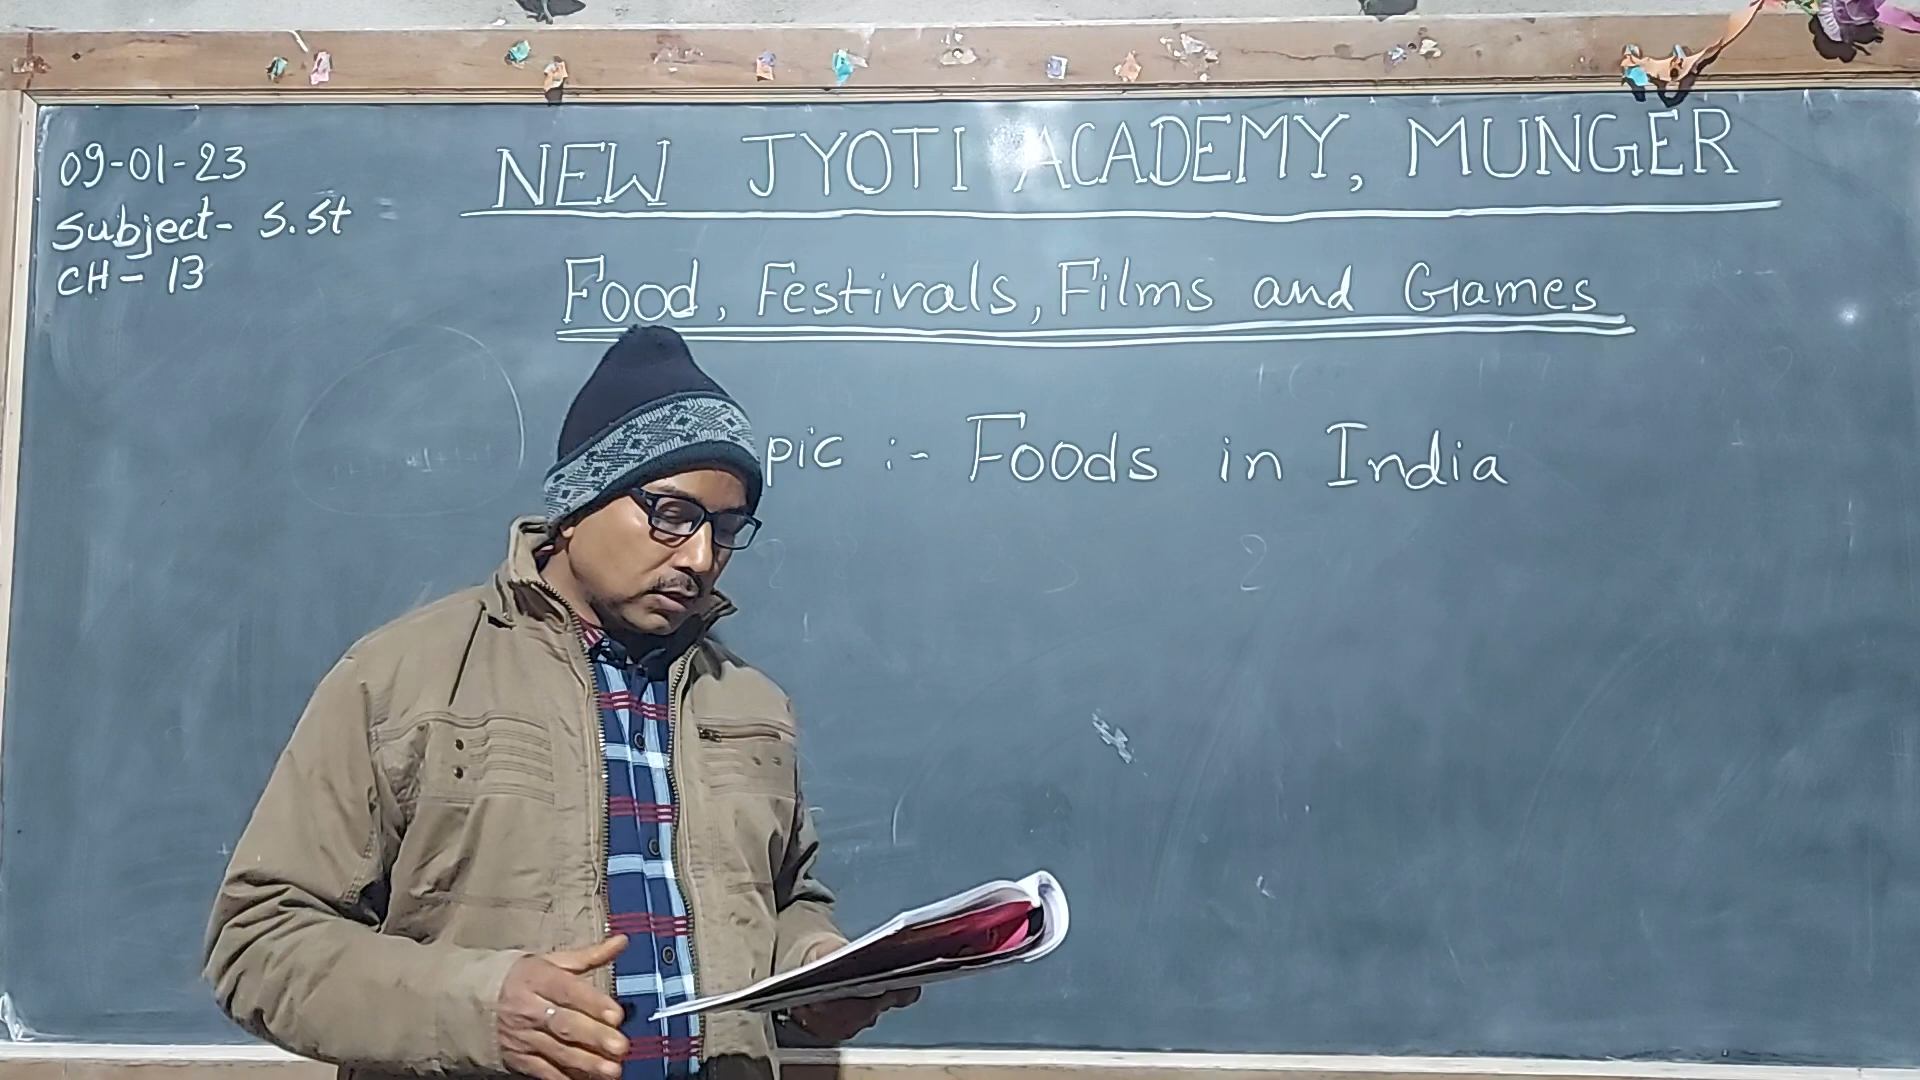 09-01-23
Subject- S.St
CH- 13
NEW JYOTI ACADEMY, MUNGER
Food, Festivals, Films and Games
pic :- Foods in India